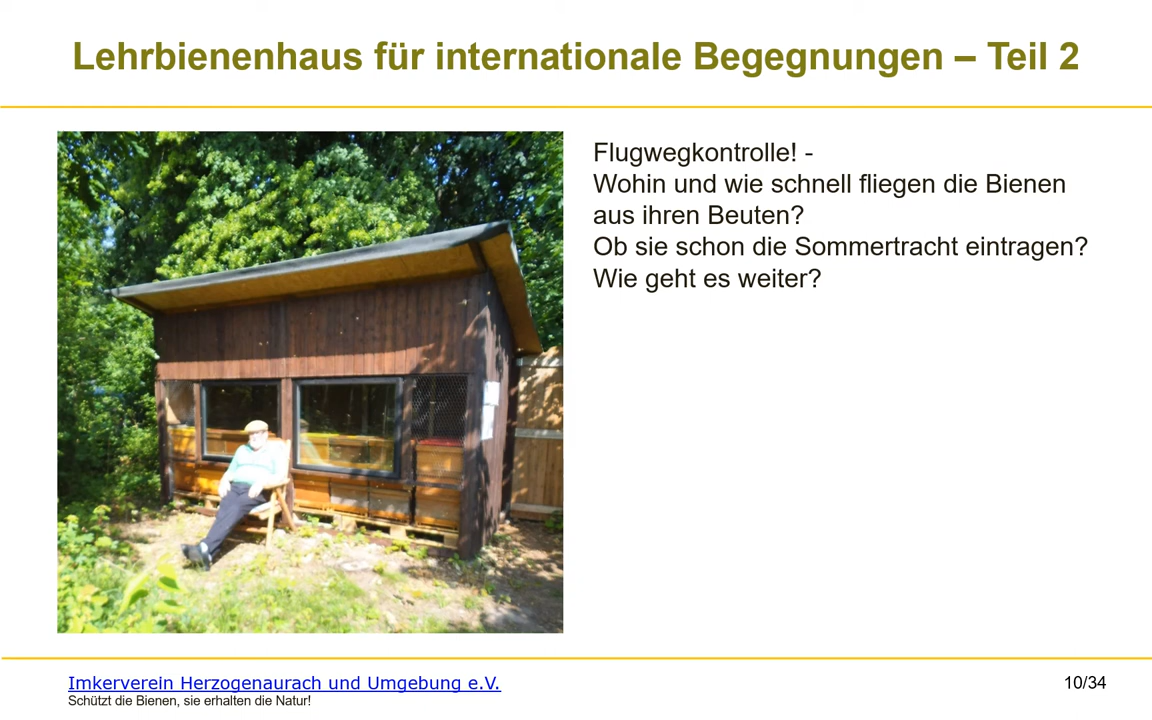 Lehrbienenhaus für internationale Begegnungen – Teil 2
Flugwegkontrolle! -
Wohin und wie schnell fliegen die Bienen
aus ihren Beuten?
Ob sie schon die Sommertracht eintragen?
Wie geht es weiter?
Imkerverein Herzogenaurach und Umgebung e.V.
Schützt die Bienen, sie erhalten die Natur!
10/34